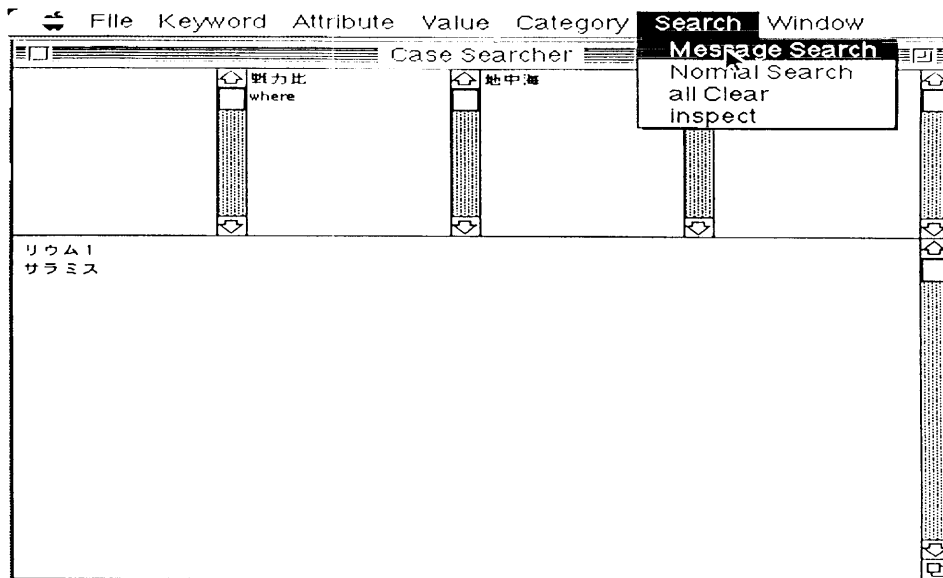 File Keyword Attribute Value Category Search Window
Case Searcher
Message Search
Normal Search
all Clear
inspect
戦力比
where
地中海
リウム1
サラミス